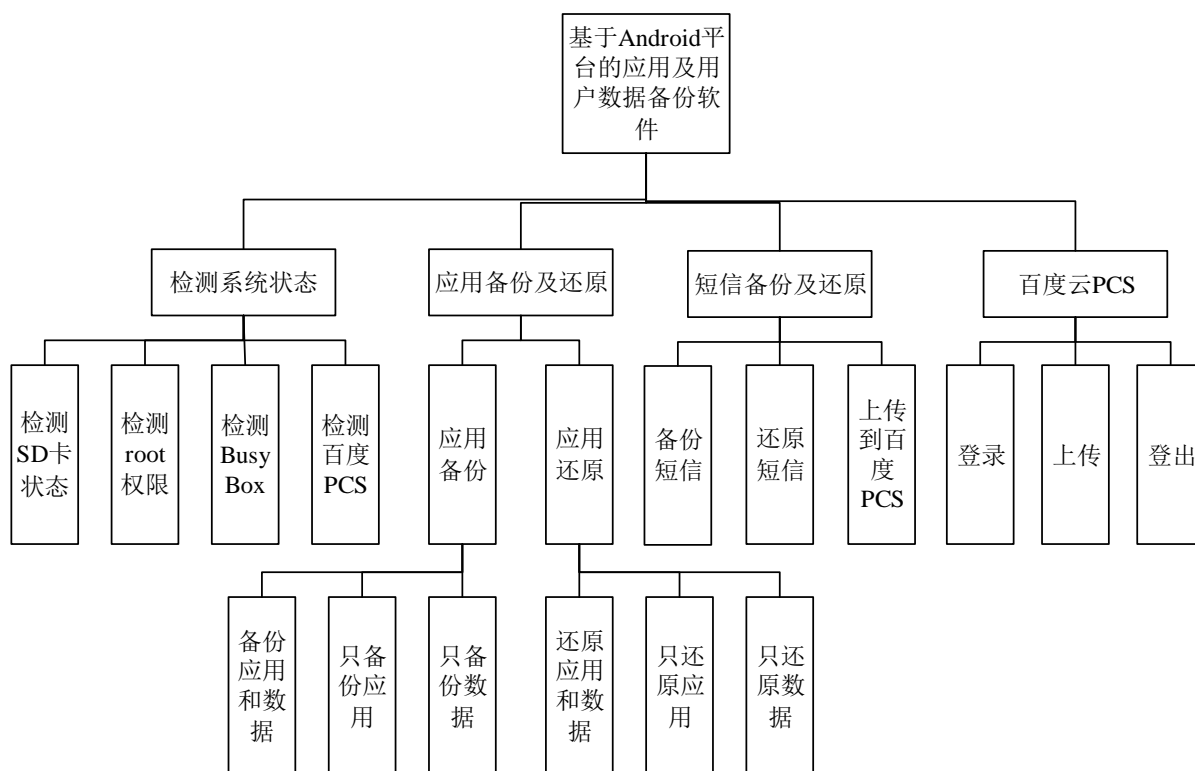 基于Android平
台的应用及用
户数据备份软
件
检测系统状态
应用备份及还原
短信备份及还原
百度云PCS
检测
SD卡
状态
检测
root
权限
检测
Busy
Box
检测
百度
PCS
应用
备份
应用
还原
备份
短信
还原
短信
上传
到百
度
PCS
登录
上传
登出
备份
应用
和数
据
只备
份应
用
只备
份数
据
还原
应用
和数
据
只还
原应
用
只还
原数
据